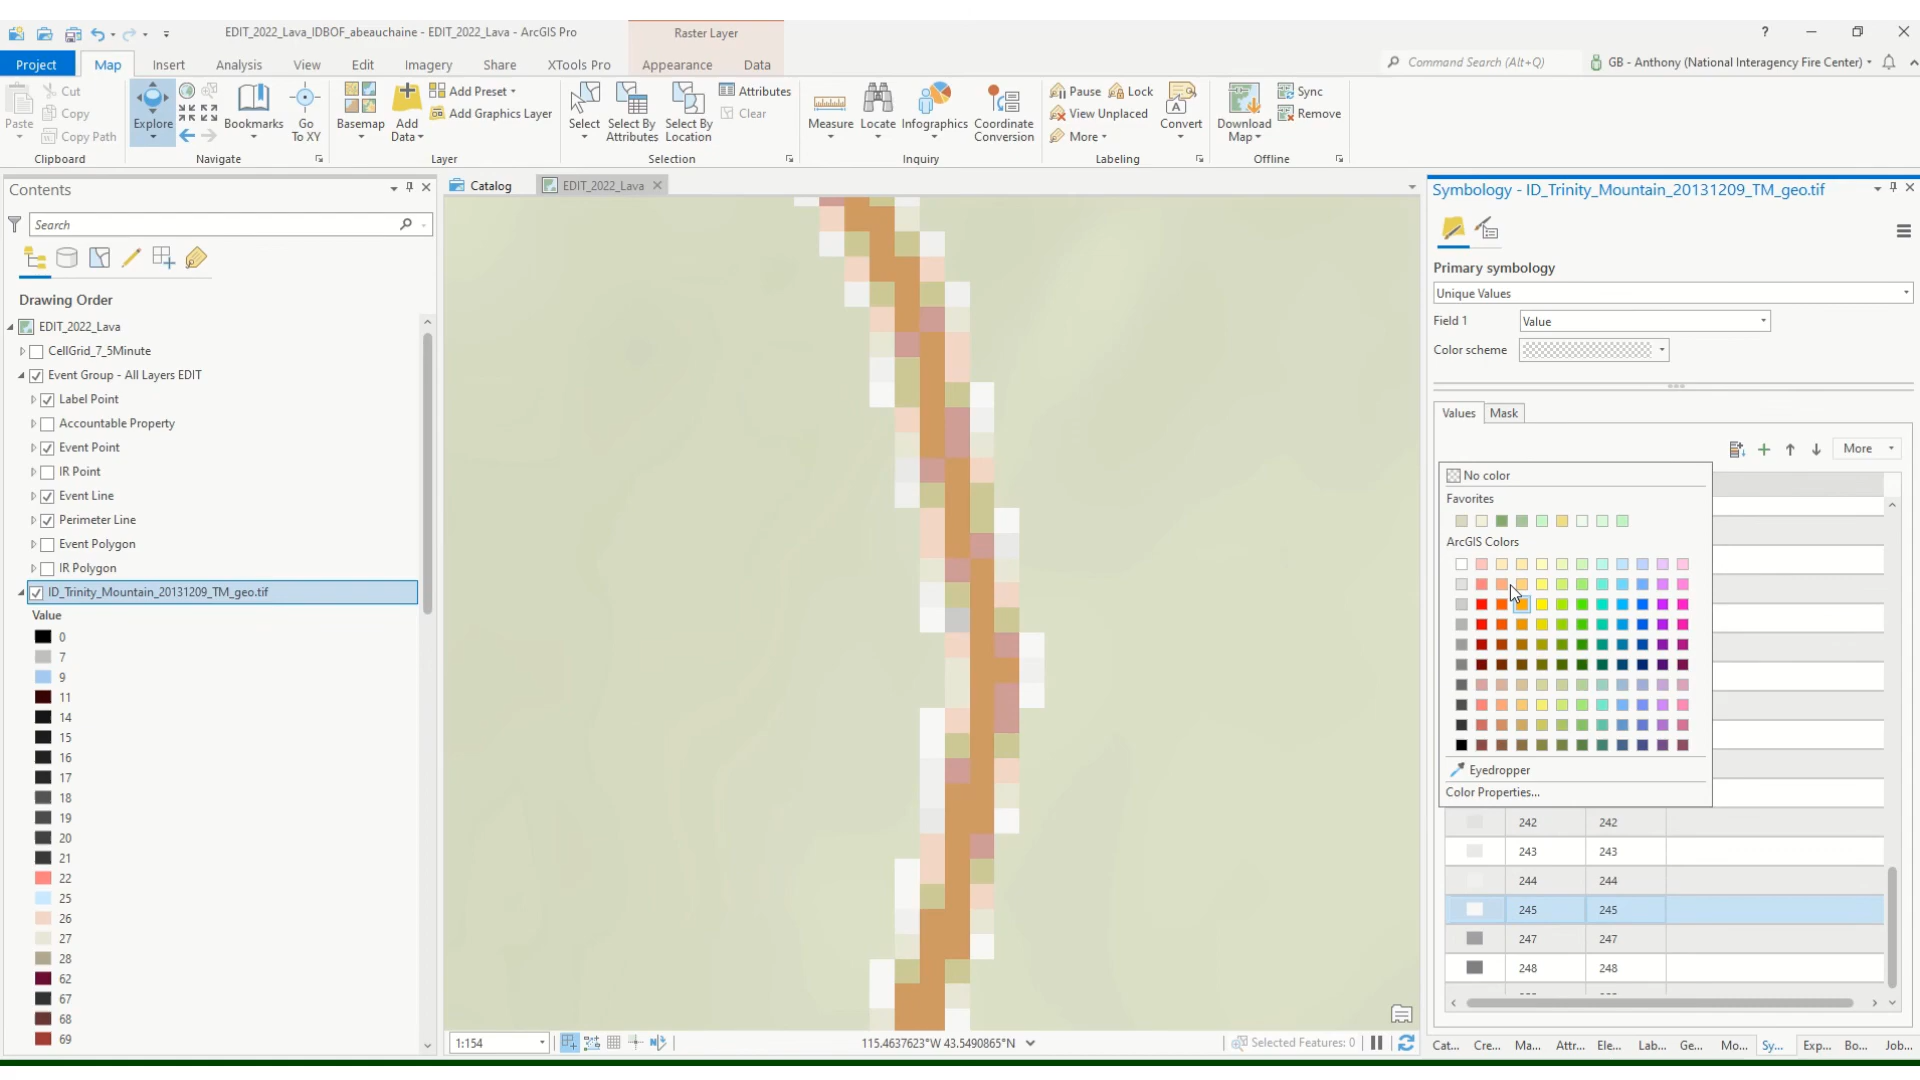 EDIT_2022_Lava_IDBOF_abeauchaine - EDIT_2022_Lava - ArcGIS Pro
Raster Layer
?
Project Map Insert Analysis View Edit Imagery Share XTools Pro Appearance Data
Command Search (Alt+Q)
GB - Anthony (National Interagency Fire Center)
Paste
Cut
Copy
Copy Path
Clipboard
Explore
Bookmarks
Go To XY
Navigate
Basemap
Add Data
Add Preset
Add Graphics Layer
Layer
Select
Select By Attributes
Select By Location
Attributes
Clear
Selection
Measure
Locate
Infographics
Coordinate Conversion
Inquiry
Pause
Lock
View Unplaced
More
Convert
Labeling
Download Map
Sync
Remove
Offline
Contents
Search
Drawing Order
EDIT_2022_Lava
CellGrid_7_5Minute
Event Group - All Layers EDIT
Label Point
Accountable Property
Event Point
IR Point
Event Line
Perimeter Line
Event Polygon
IR Polygon
ID_Trinity_Mountain_20131209_TM_geo.tif
Value
0
7
9
11
14
15
16
17
18
19
20
21
22
25
26
27
28
62
67
68
69
Catalog
EDIT_2022_Lava
1:154
115.4637623°W 43.5490865°N
Selected Features: 0
Symbology - ID_Trinity_Mountain_20131209_TM_geo.tif
Primary symbology
Unique Values
Field 1 Value
Color scheme
Values Mask
More
No color
Favorites
ArcGIS Colors
Eyedropper
Color Properties...
242 242
243 243
244 244
245 245
247 247
248 248
Cat... Cre... Ma... Attr... Ele... Lab... Ge... Mo... Sy... Exp... Bo... Job...